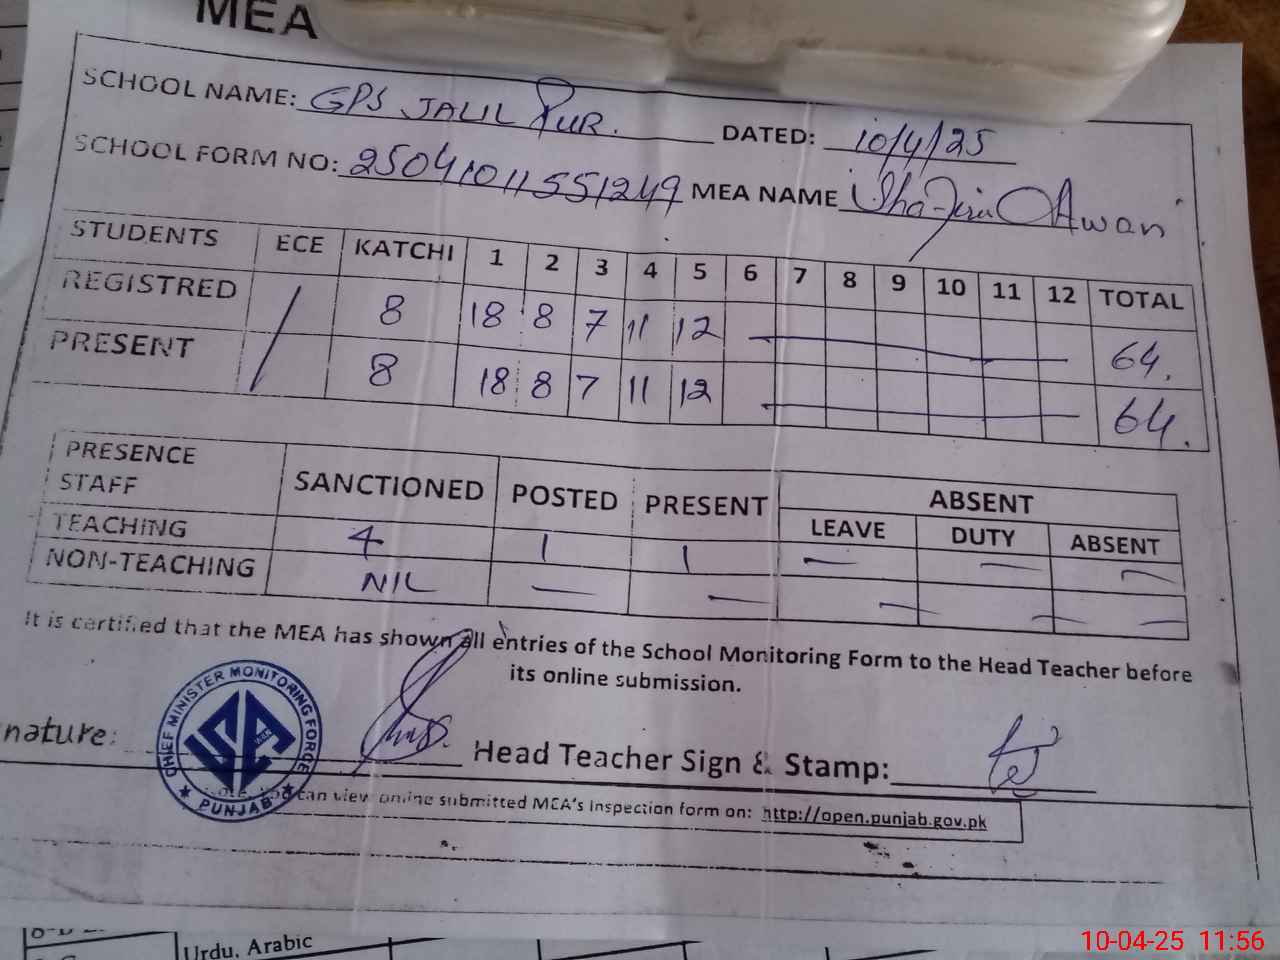 MEA
SCHOOL NAME: GPS JALIL PUR. DATED: 10/4/25
SCHOOL FORM NO: 25041011551249 MEA NAME Awan
STUDENTS ECE KATCHI 1 2 3 4 5 6 7 8 9 10 11 12 TOTAL
REGISTRED / 8 18 8 7 11 12 — 64.
PRESENT 8 18 8 7 11 12 — 64.
PRESENCE STAFF SANCTIONED POSTED PRESENT ABSENT
LEAVE DUTY ABSENT
TEACHING 4 1 1 — — —
NON-TEACHING NIL — — — — —
It is certified that the MEA has shown all entries of the School Monitoring Form to the Head Teacher before
its online submission.
nature: Head Teacher Sign & Stamp:
CHIEF MINISTER MONITORING FORCE
★ PUNJAB ★
can view online submitted MEA's inspection form on: http://open.punjab.gov.pk
Urdu, Arabic
10-04-25 11:56